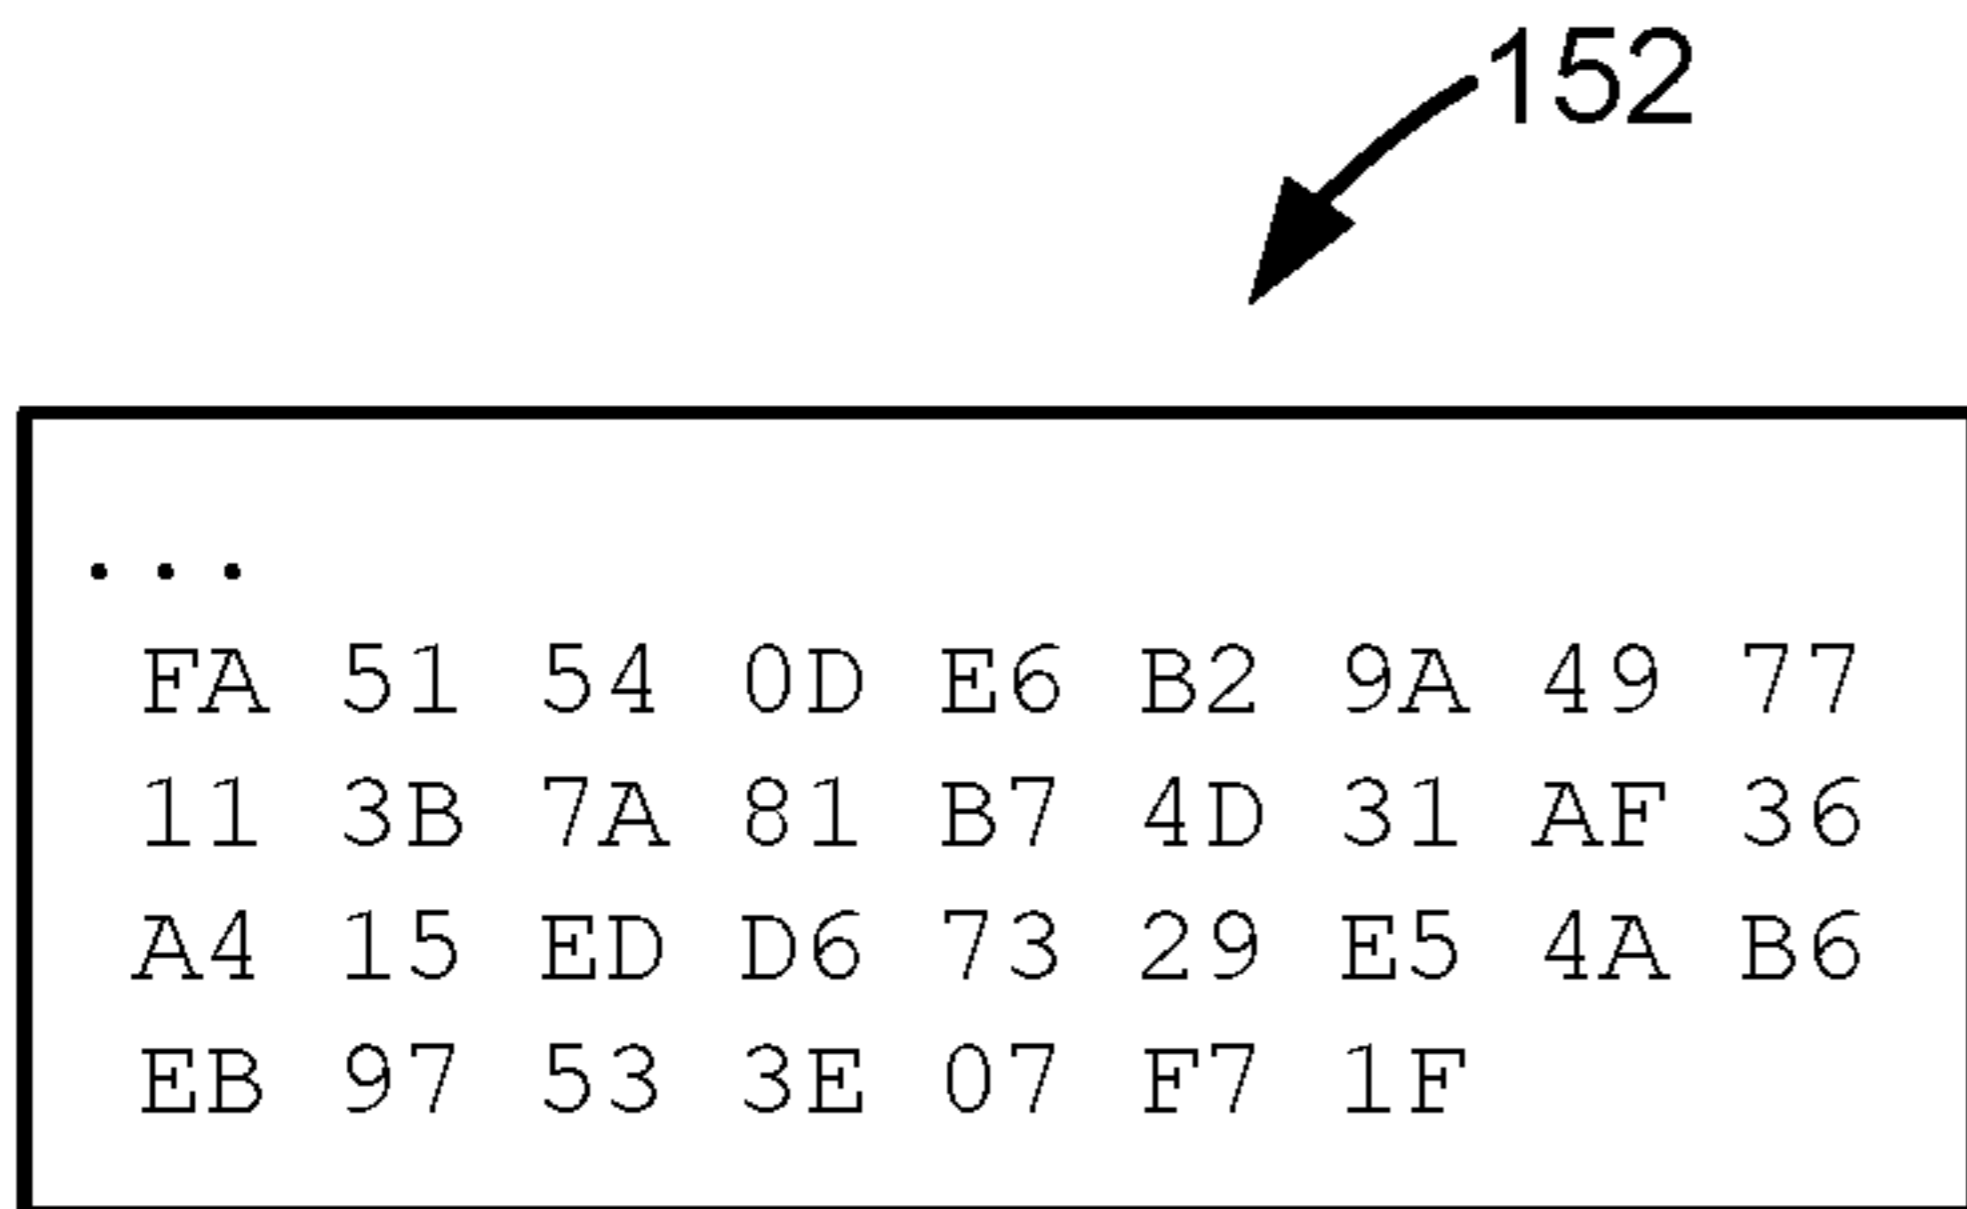 152
...
FA 51 54 0D E6 B2 9A 49 77
11 3B 7A 81 B7 4D 31 AF 36
A4 15 ED D6 73 29 E5 4A B6
EB 97 53 3E 07 F7 1F